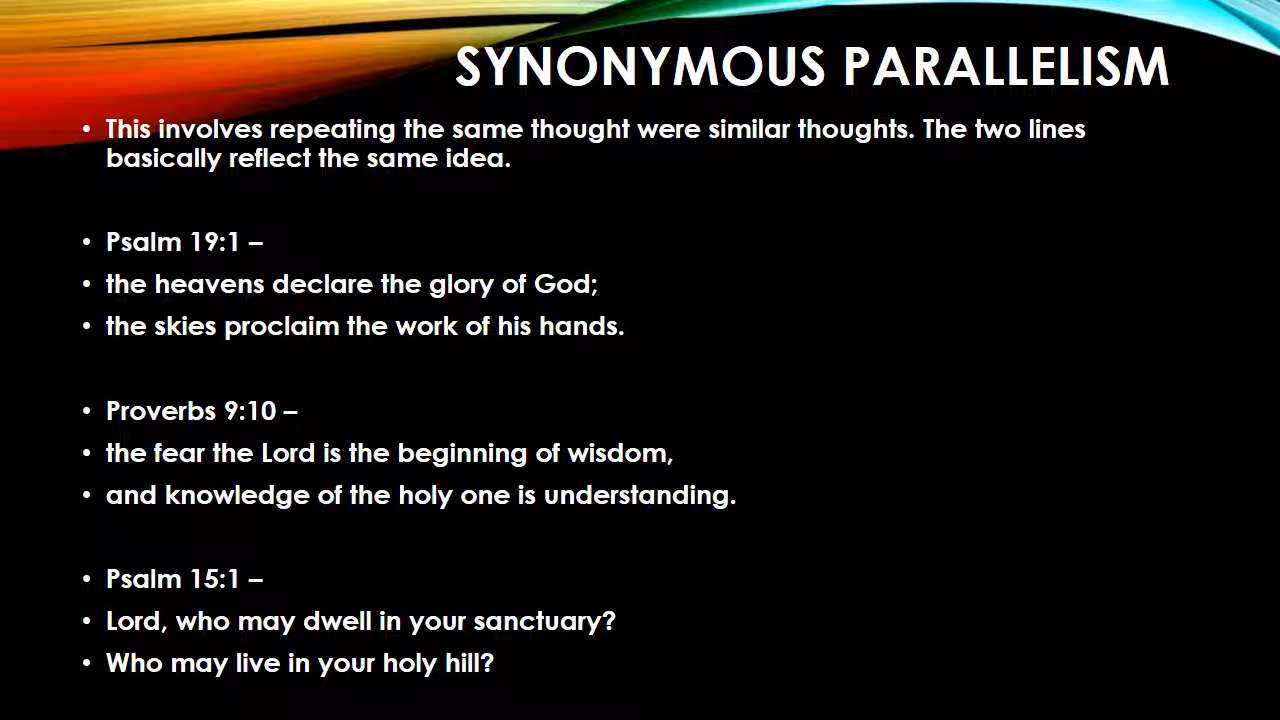 SYNONYMOUS PARALLELISM
• This involves repeating the same thought were similar thoughts. The two lines
basically reflect the same idea.
• Psalm 19:1 –
• the heavens declare the glory of God;
• the skies proclaim the work of his hands.
• Proverbs 9:10 –
• the fear the Lord is the beginning of wisdom,
• and knowledge of the holy one is understanding.
• Psalm 15:1 –
• Lord, who may dwell in your sanctuary?
• Who may live in your holy hill?